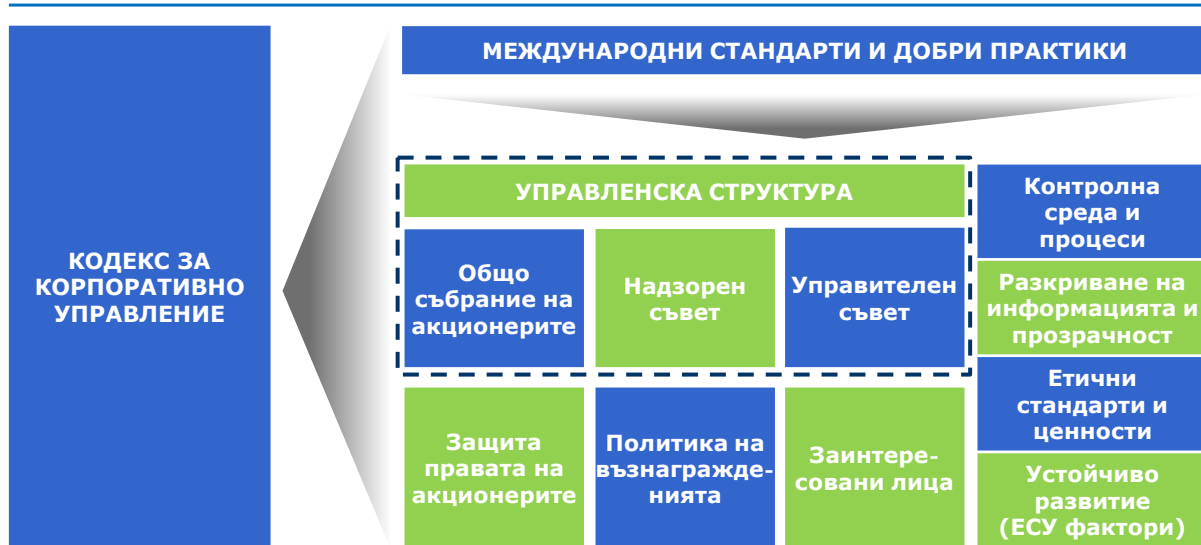 МЕЖДУНАРОДНИ СТАНДАРТИ И ДОБРИ ПРАКТИКИ
КОДЕКС ЗА
КОРПОРАТИВНО
УПРАВЛЕНИЕ
УПРАВЛЕНСКА СТРУКТУРА
Общо
събрание на
акционерите
Надзорен
съвет
Управителен
съвет
Защита
правата на
акционерите
Политика на
възнагражде-
нията
Заинтере-
совани лица
Контролна
среда и
процеси
Разкриване на
информацията и
прозрачност
Етични
стандарти и
ценности
Устойчиво
развитие
(ЕСУ фактори)